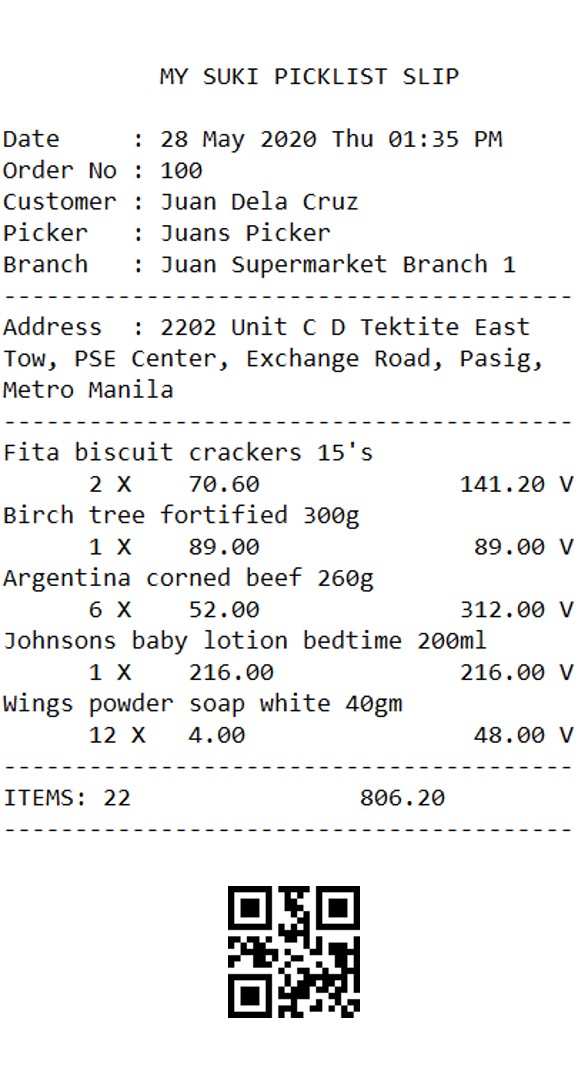 MY SUKI PICKLIST SLIP
Date : 28 May 2020 Thu 01:35 PM
Order No : 100
Customer : Juan Dela Cruz
Picker : Juans Picker
Branch : Juan Supermarket Branch 1
----------------------------------------
Address : 2202 Unit C D Tektite East
Tow, PSE Center, Exchange Road, Pasig,
Metro Manila
----------------------------------------
Fita biscuit crackers 15's
2 X 70.60 141.20 V
Birch tree fortified 300g
1 X 89.00 89.00 V
Argentina corned beef 260g
6 X 52.00 312.00 V
Johnsons baby lotion bedtime 200ml
1 X 216.00 216.00 V
Wings powder soap white 40gm
12 X 4.00 48.00 V
----------------------------------------
ITEMS: 22 806.20
----------------------------------------